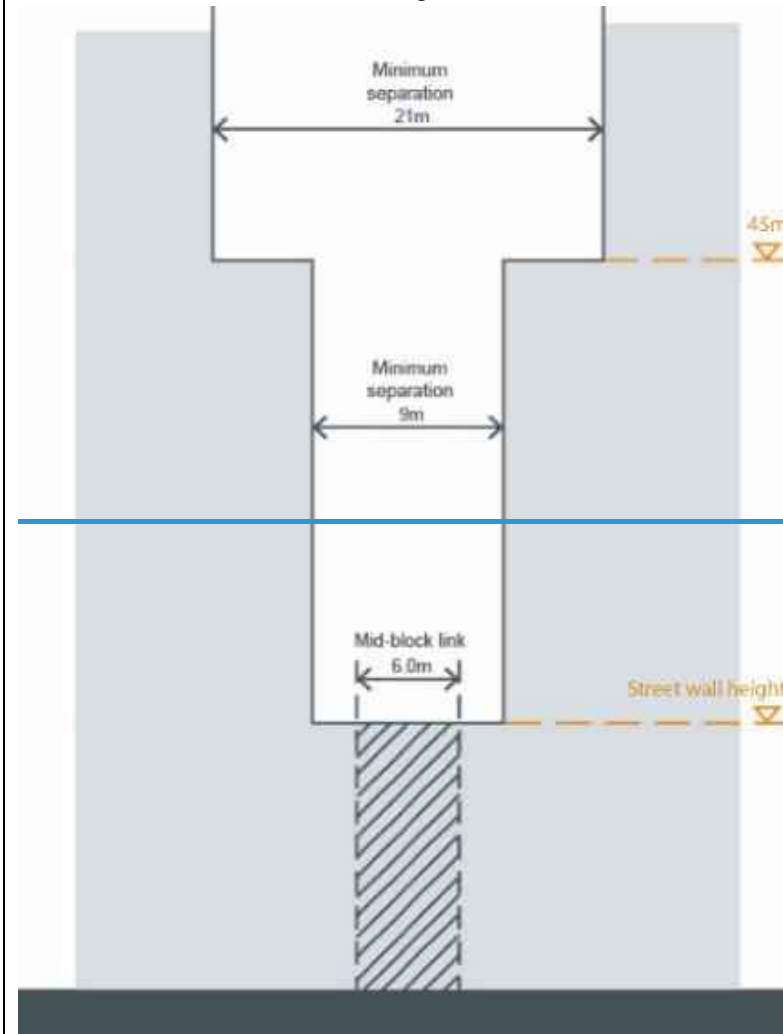 Minimum
separation
21m
45m
Minimum
separation
9m
Mid-block link
6.0m
Street wall height